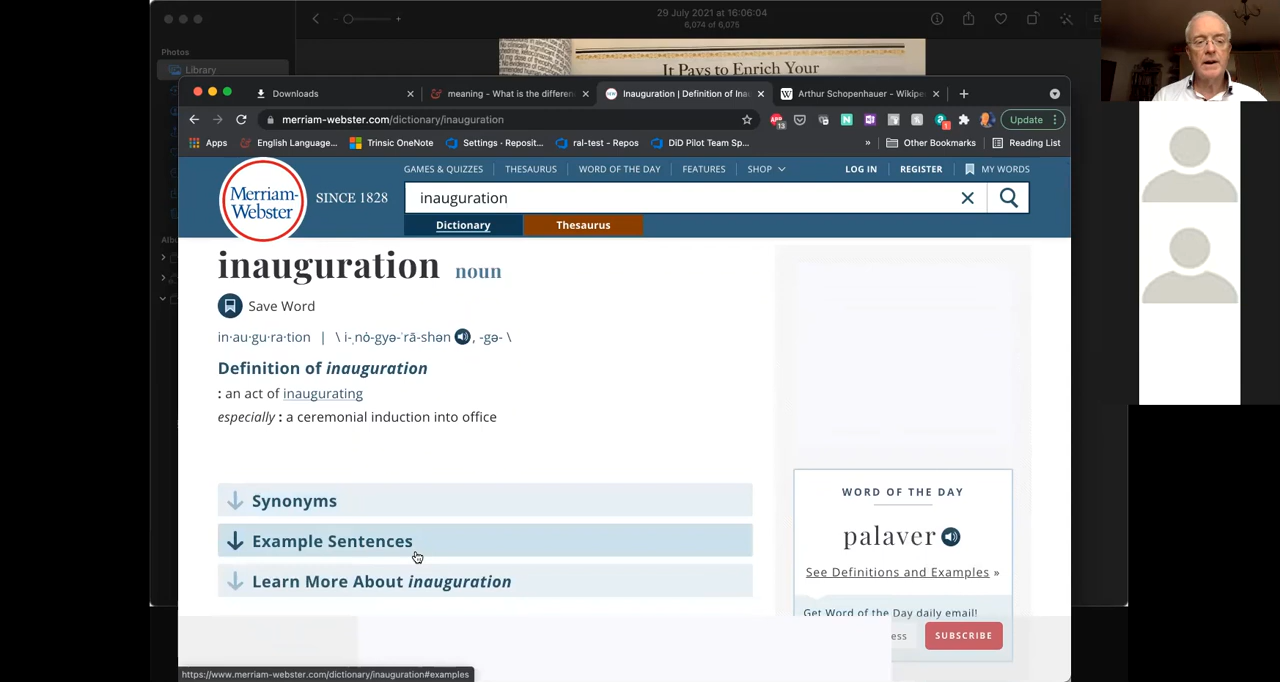 29 July 2021 at 16:06:04
6,074 of 6,075
Photos
Library
It Pays to Enrich Your
Downloads
meaning - What is the differen
Inauguration | Definition of Ina
Arthur Schopenhauer - Wikipe
merriam-webster.com/dictionary/inauguration
Update
Apps
English Language...
Trinsic OneNote
Settings · Reposit...
ral-test - Repos
DiD Pilot Team Sp...
»
Other Bookmarks
Reading List
GAMES & QUIZZES
THESAURUS
WORD OF THE DAY
FEATURES
SHOP
LOG IN
REGISTER
MY WORDS
Merriam-
Webster
SINCE 1828
inauguration
Dictionary
Thesaurus
inauguration noun
Save Word
in·au·gu·ra·tion | \ i-ˌnȯ-gyə-ˈrā-shən , -gə- \
Definition of inauguration
: an act of inaugurating
especially : a ceremonial induction into office
Synonyms
Example Sentences
Learn More About inauguration
WORD OF THE DAY
palaver
See Definitions and Examples »
Get Word of the Day daily email!
ess
SUBSCRIBE
https://www.merriam-webster.com/dictionary/inauguration#examples